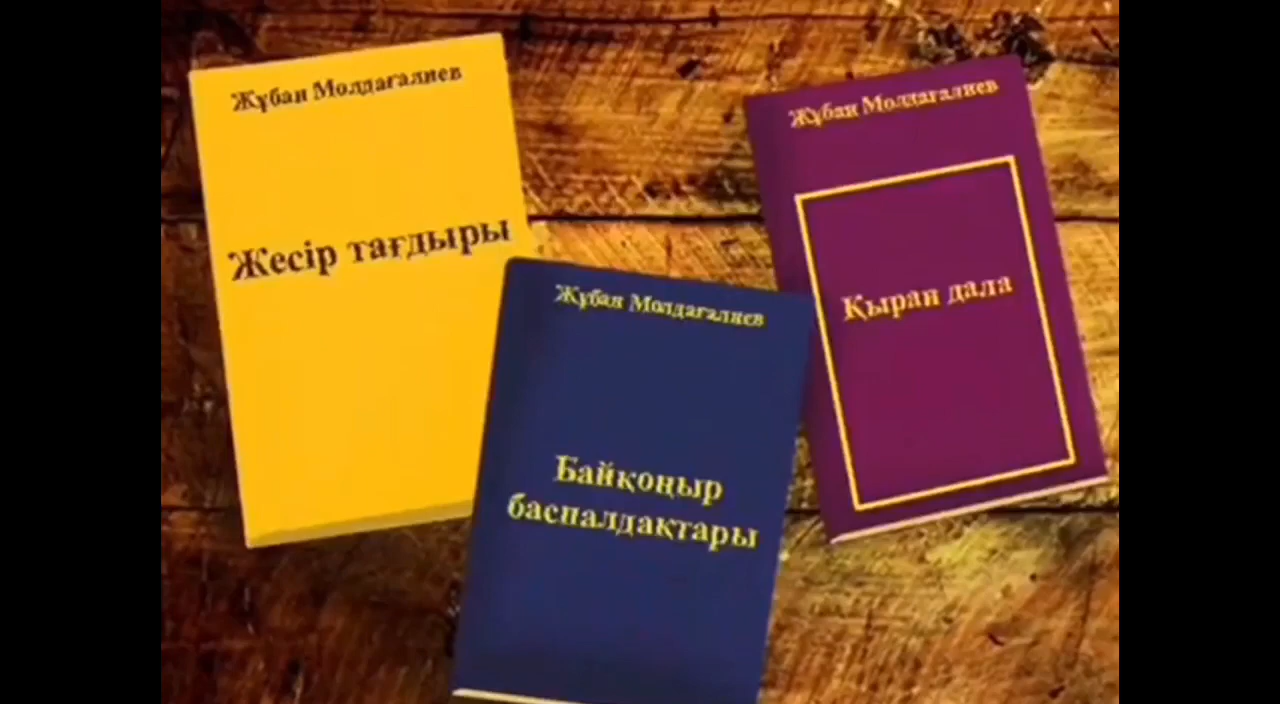 Жұбан Молдағалиев
Жесір тағдыры
Жұбан Молдағалиев
Байқоңыр
баспалдақтары
Жұбан Молдағалиев
Қыран дала